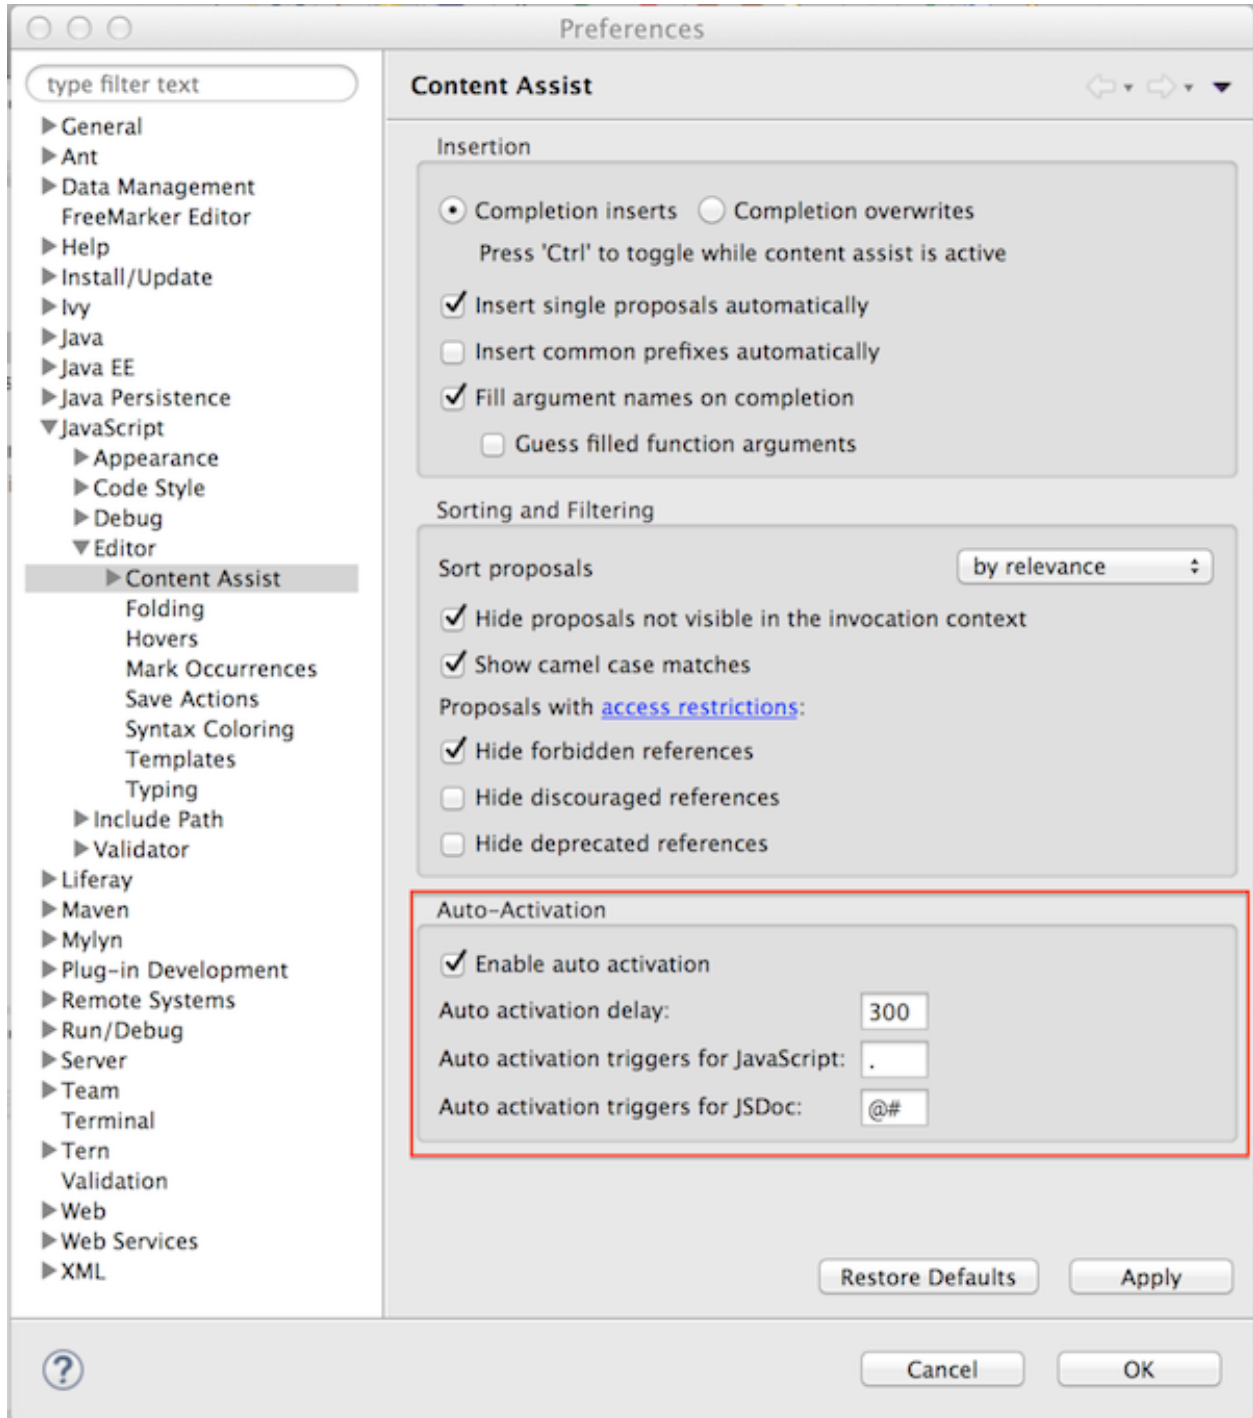 Preferences
type filter text
General
Ant
Data Management
FreeMarker Editor
Help
Install/Update
Ivy
Java
Java EE
Java Persistence
JavaScript
Appearance
Code Style
Debug
Editor
Content Assist
Folding
Hovers
Mark Occurrences
Save Actions
Syntax Coloring
Templates
Typing
Include Path
Validator
Liferay
Maven
Mylyn
Plug-in Development
Remote Systems
Run/Debug
Server
Team
Terminal
Tern
Validation
Web
Web Services
XML
Content Assist
Insertion
Completion inserts Completion overwrites
Press 'Ctrl' to toggle while content assist is active
Insert single proposals automatically
Insert common prefixes automatically
Fill argument names on completion
Guess filled function arguments
Sorting and Filtering
Sort proposals by relevance
Hide proposals not visible in the invocation context
Show camel case matches
Proposals with access restrictions:
Hide forbidden references
Hide discouraged references
Hide deprecated references
Auto-Activation
Enable auto activation
Auto activation delay: 300
Auto activation triggers for JavaScript: .
Auto activation triggers for JSDoc: @#
Restore Defaults Apply
? Cancel OK